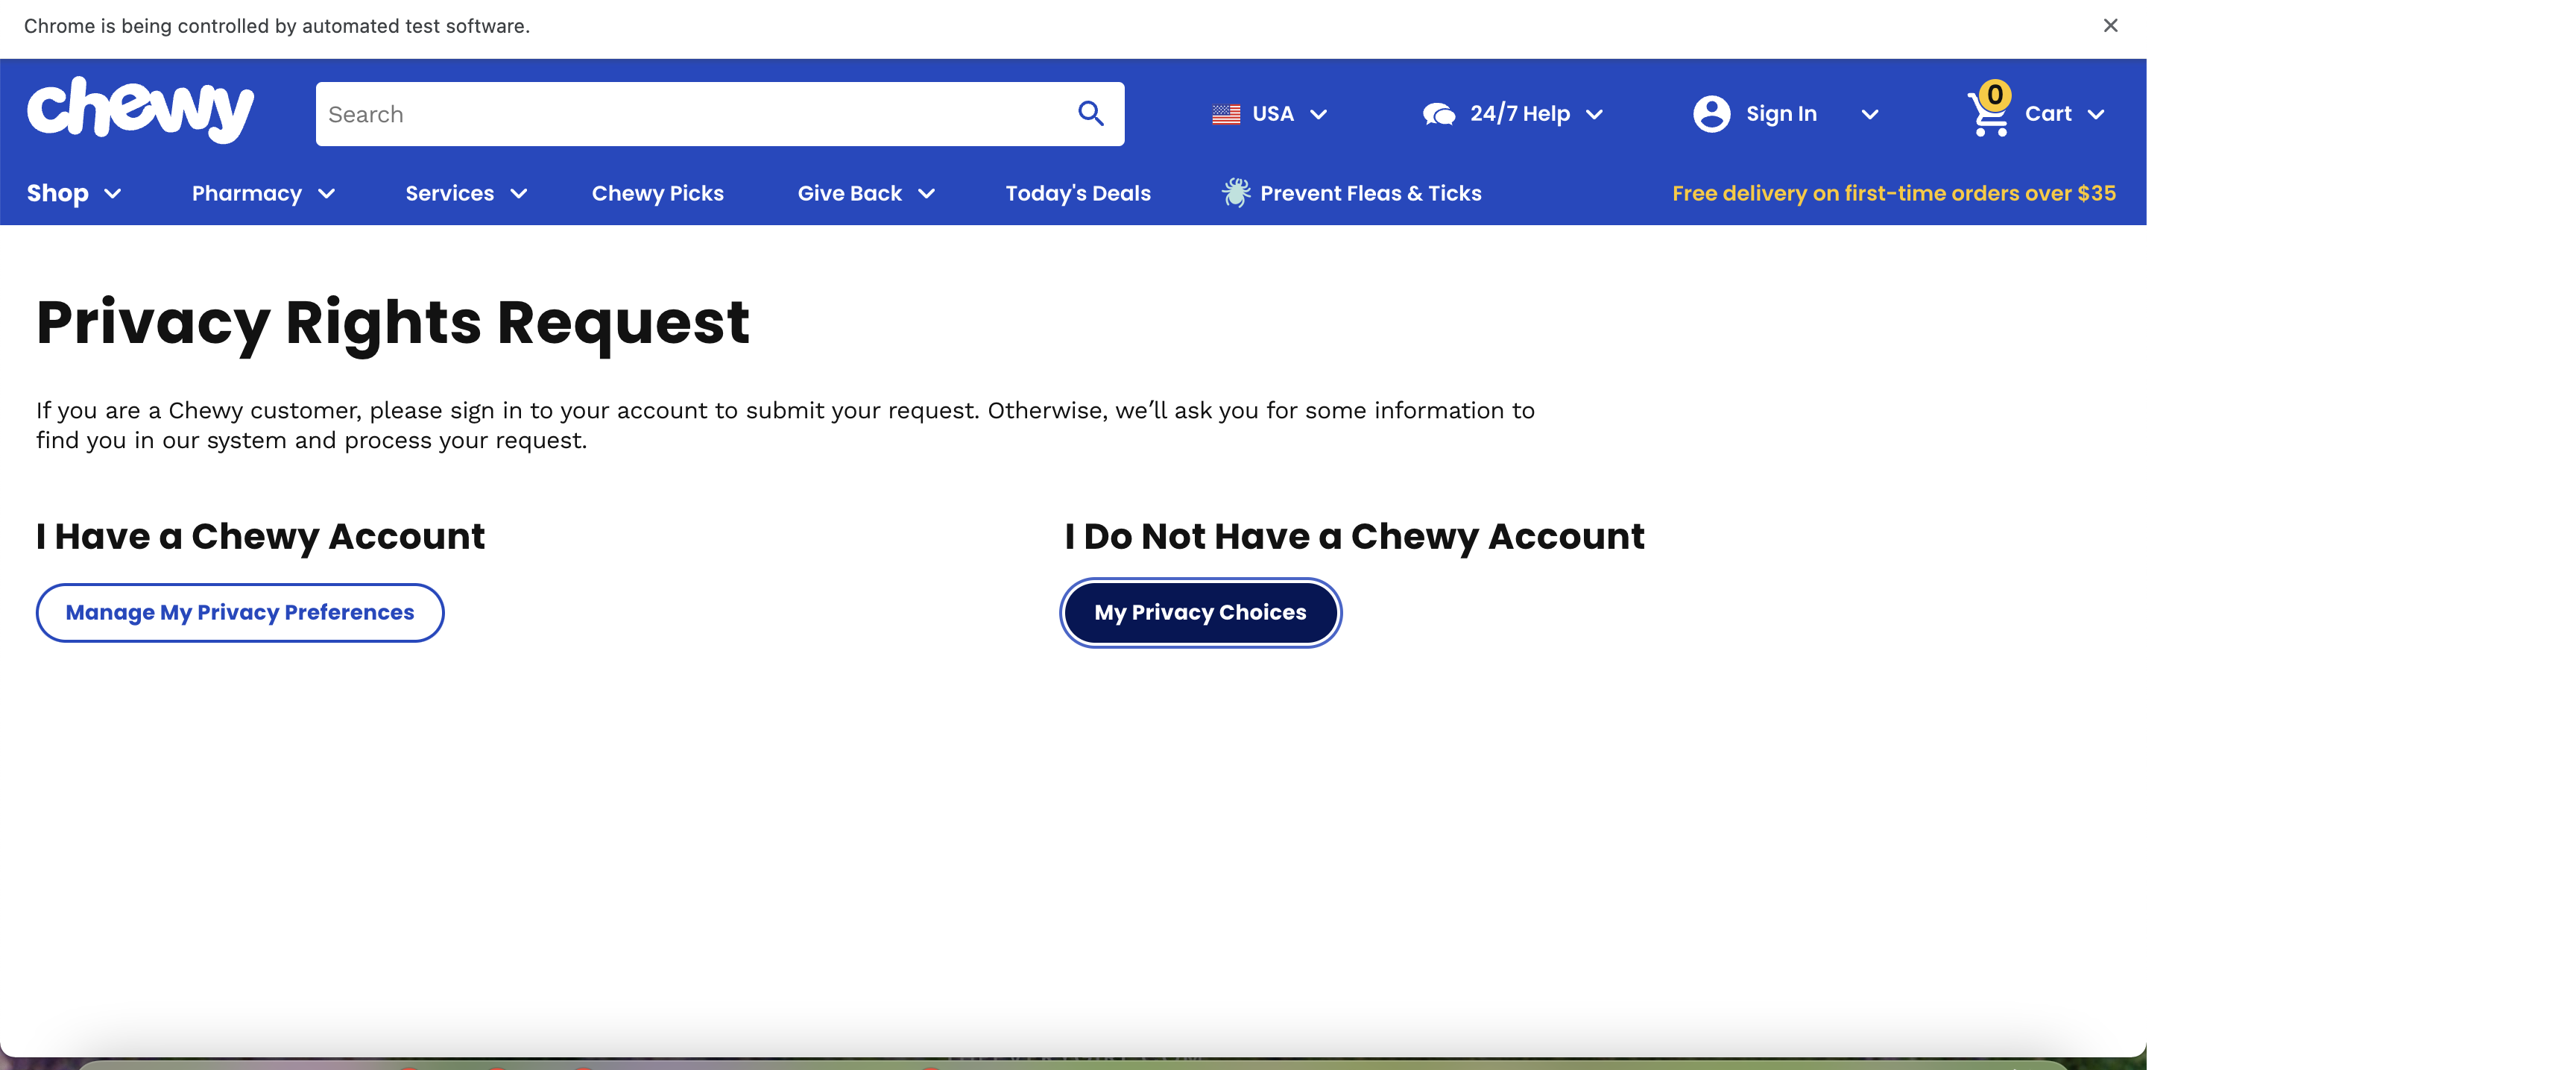 Chrome is being controlled by automated test software.
chewy
Search
USA
24/7 Help
Sign In
0
Cart
Shop
Pharmacy
Services
Chewy Picks
Give Back
Today's Deals
Prevent Fleas & Ticks
Free delivery on first-time orders over $35
Privacy Rights Request
If you are a Chewy customer, please sign in to your account to submit your request. Otherwise, we’ll ask you for some information to
find you in our system and process your request.
I Have a Chewy Account
Manage My Privacy Preferences
I Do Not Have a Chewy Account
My Privacy Choices